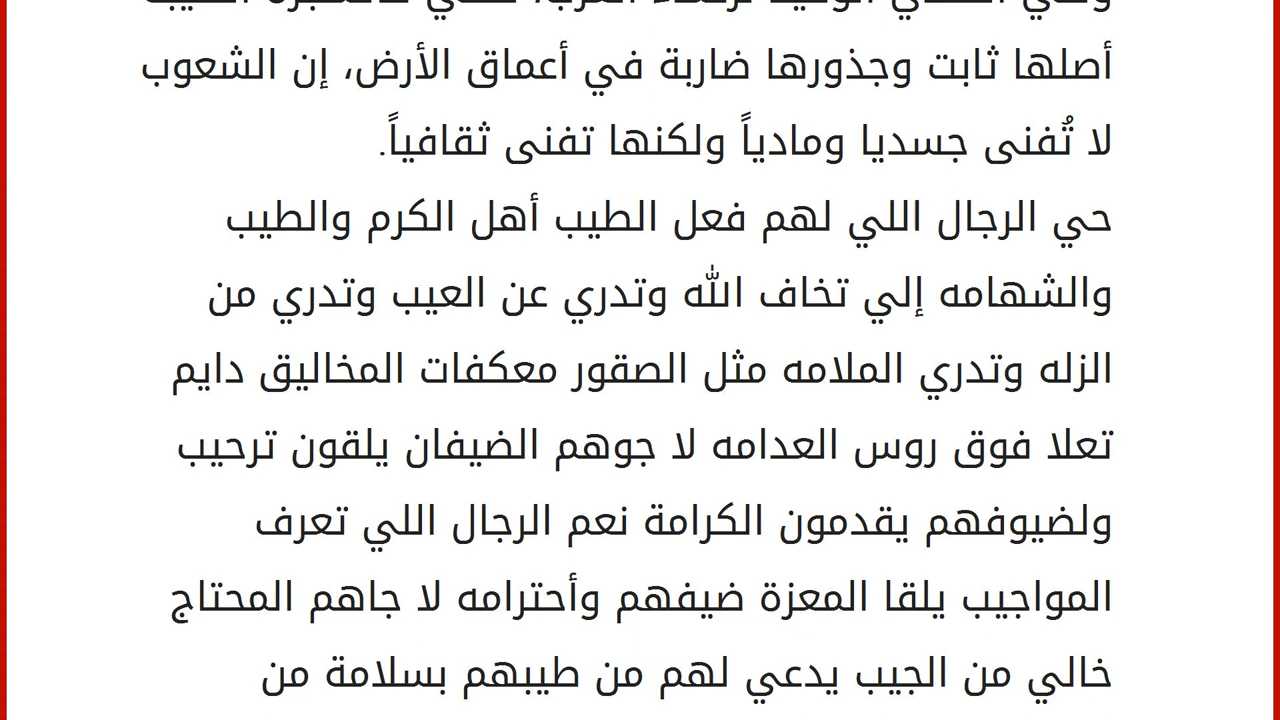 أصلها ثابت وجذورها ضاربة في أعماق الأرض، إن الشعوب
لا تُفنى جسديا ومادياً ولكنها تفنى ثقافياً.
حي الرجال اللي لهم فعل الطيب أهل الكرم والطيب
والشهامه إلي تخاف الله وتدري عن العيب وتدري من
الزله وتدري الملامه مثل الصقور معكفات المخاليق دايم
تعلا فوق روس العدامه لا جوهم الضيفان يلقون ترحيب
ولضيوفهم يقدمون الكرامة نعم الرجال اللي تعرف
المواجيب يلقا المعزة ضيفهم وأحترامه لا جاهم المحتاج
خالي من الجيب يدعي لهم من طيبهم بسلامة من